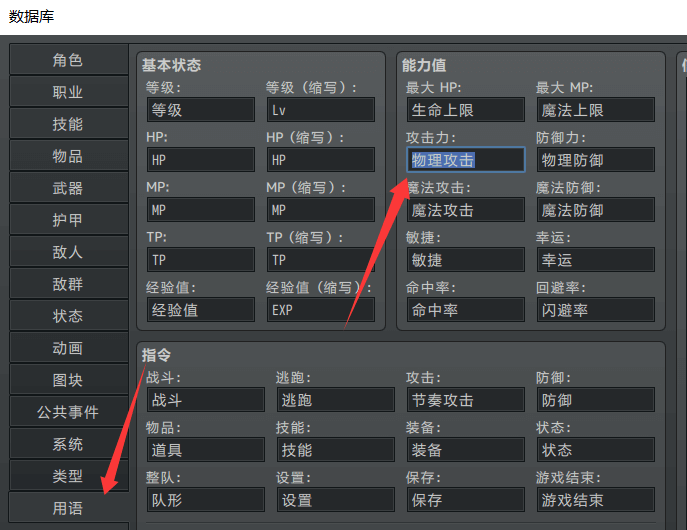 数据库
角色
职业
技能
物品
武器
护甲
敌人
敌群
状态
动画
图块
公共事件
系统
类型
用语
基本状态
等级: 等级 (缩写):
等级 Lv
HP: HP (缩写):
HP HP
MP: MP (缩写):
MP MP
TP: TP (缩写):
TP TP
经验值: 经验值 (缩写):
经验值 EXP
能力值
最大 HP: 最大 MP:
生命上限 魔法上限
攻击力: 防御力:
物理攻击 物理防御
魔法攻击: 魔法防御:
魔法攻击 魔法防御
敏捷: 幸运:
敏捷 幸运
命中率: 回避率:
命中率 闪避率
指令
战斗: 逃跑: 攻击: 防御:
战斗 逃跑 节奏攻击 防御
物品: 技能: 装备: 状态:
道具 技能 装备 状态
整队: 设置: 保存: 游戏结束:
队形 设置 保存 游戏结束